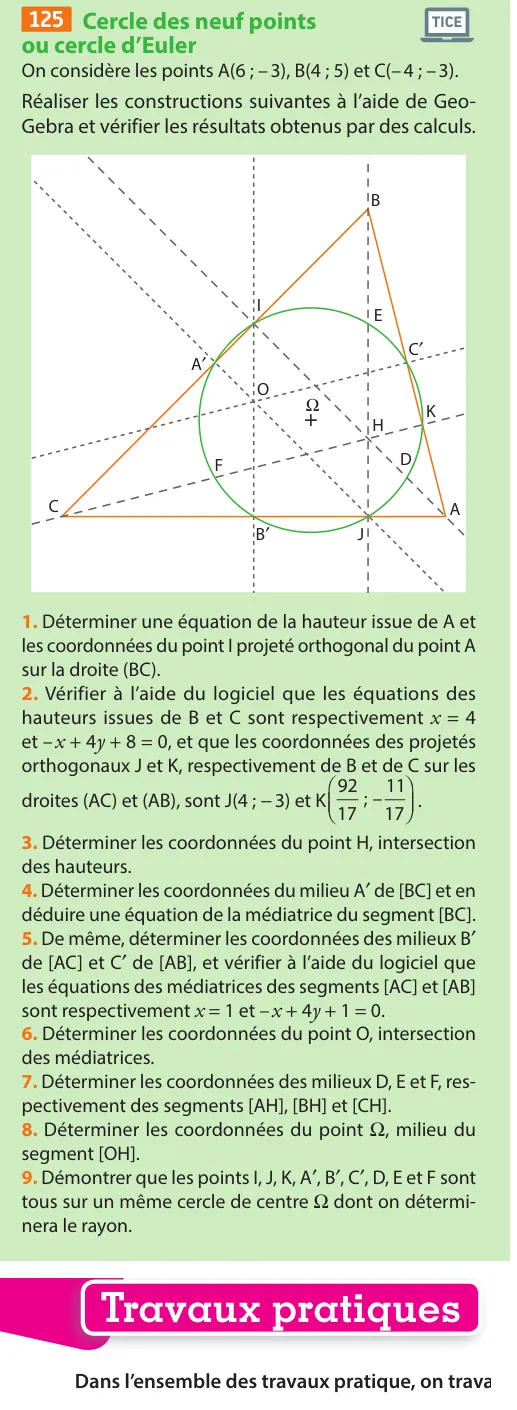 125 Cercle des neuf points
ou cercle d’Euler
TICE
On considère les points A(6 ; – 3), B(4 ; 5) et C(– 4 ; – 3).
Réaliser les constructions suivantes à l’aide de Geo-
Gebra et vérifier les résultats obtenus par des calculs.
B
I
E
A′
C′
O
Ω
K
H
F
D
C
A
B′
J
1. Déterminer une équation de la hauteur issue de A et
les coordonnées du point I projeté orthogonal du point A
sur la droite (BC).
2. Vérifier à l’aide du logiciel que les équations des
hauteurs issues de B et C sont respectivement x = 4
et – x + 4y + 8 = 0, et que les coordonnées des projetés
orthogonaux J et K, respectivement de B et de C sur les
droites (AC) et (AB), sont J(4 ; – 3) et K(92/17 ; –11/17).
3. Déterminer les coordonnées du point H, intersection
des hauteurs.
4. Déterminer les coordonnées du milieu A′ de [BC] et en
déduire une équation de la médiatrice du segment [BC].
5. De même, déterminer les coordonnées des milieux B′
de [AC] et C′ de [AB], et vérifier à l’aide du logiciel que
les équations des médiatrices des segments [AC] et [AB]
sont respectivement x = 1 et – x + 4y + 1 = 0.
6. Déterminer les coordonnées du point O, intersection
des médiatrices.
7. Déterminer les coordonnées des milieux D, E et F, res-
pectivement des segments [AH], [BH] et [CH].
8. Déterminer les coordonnées du point Ω, milieu du
segment [OH].
9. Démontrer que les points I, J, K, A′, B′, C′, D, E et F sont
tous sur un même cercle de centre Ω dont on détermi-
nera le rayon.
Travaux pratiques
Dans l’ensemble des travaux pratique, on trava